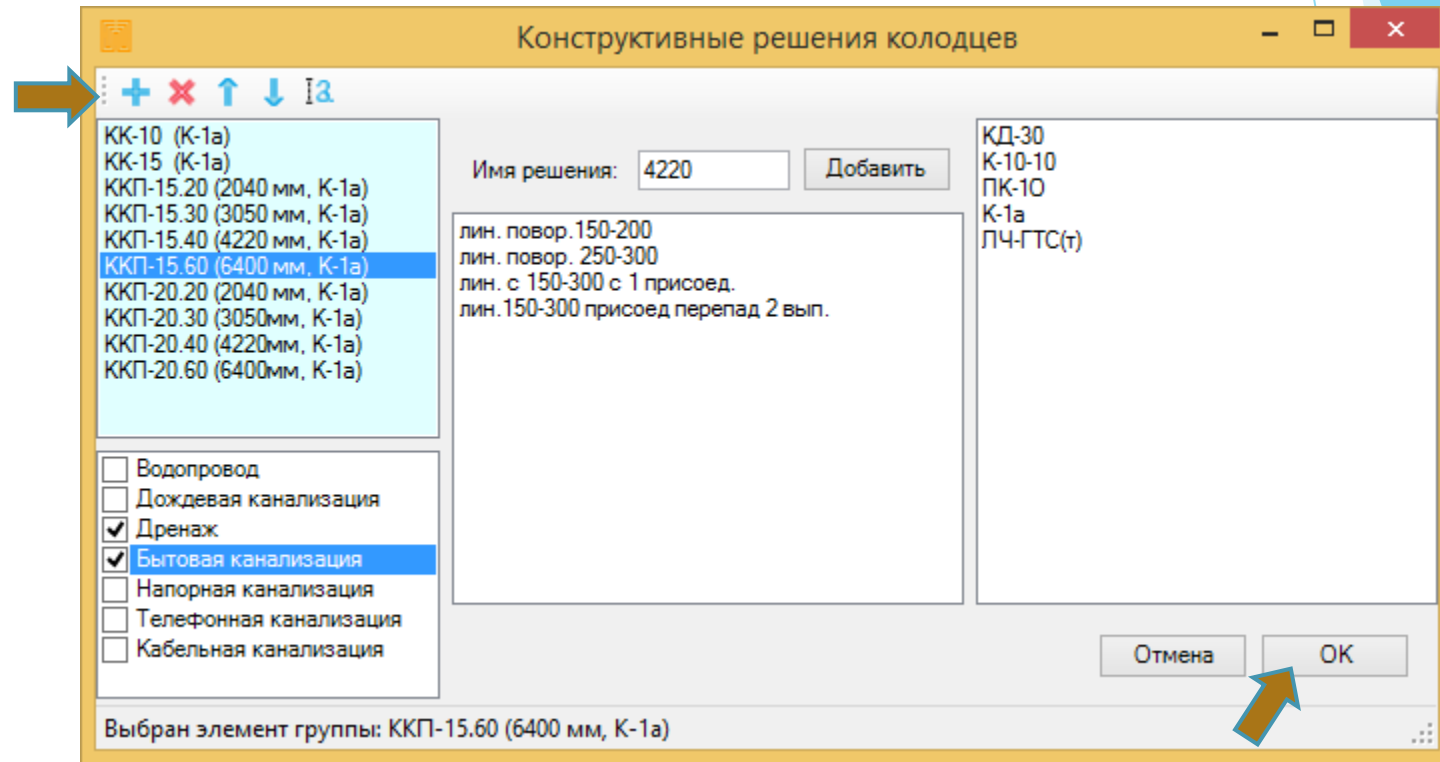 Конструктивные решения колодцев
КК-10 (К-1а)
КК-15 (К-1а)
ККП-15.20 (2040 мм, К-1а)
ККП-15.30 (3050 мм, К-1а)
ККП-15.40 (4220 мм, К-1а)
ККП-15.60 (6400 мм, К-1а)
ККП-20.20 (2040 мм, К-1а)
ККП-20.30 (3050мм, К-1а)
ККП-20.40 (4220мм, К-1а)
ККП-20.60 (6400мм, К-1а)
Водопровод
Дождевая канализация
Дренаж
Бытовая канализация
Напорная канализация
Телефонная канализация
Кабельная канализация
Имя решения: 4220 Добавить
лин. повор.150-200
лин. повор. 250-300
лин. с 150-300 с 1 присоед.
лин.150-300 присоед перепад 2 вып.
КД-30
К-10-10
ПК-1О
К-1а
ЛЧ-ГТС(т)
Отмена ОК
Выбран элемент группы: ККП-15.60 (6400 мм, К-1а)